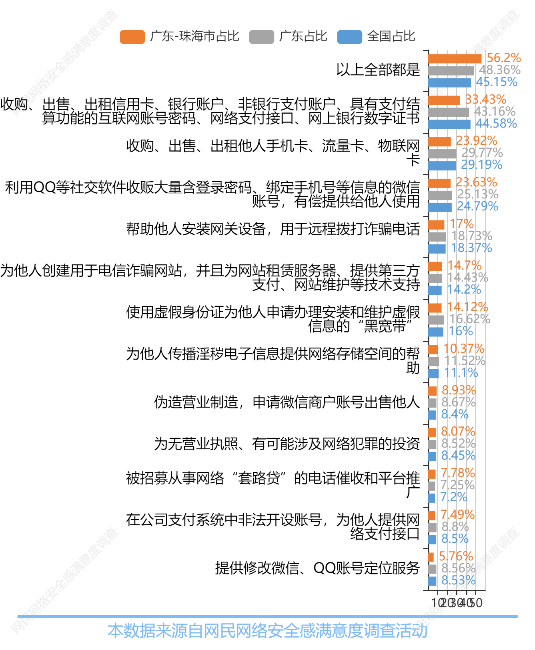 广东-珠海市占比 广东占比 全国占比
以上全部都是
56.2%
48.36%
45.15%
收购、出售、出租信用卡、银行账户、非银行支付账户、具有支付结
算功能的互联网账号密码、网络支付接口、网上银行数字证书
33.43%
43.16%
44.58%
收购、出售、出租他人手机卡、流量卡、物联网
卡
23.92%
29.77%
29.19%
利用QQ等社交软件收贩大量含登录密码、绑定手机号等信息的微信
账号，有偿提供给他人使用
23.63%
25.13%
24.79%
帮助他人安装网关设备，用于远程拨打诈骗电话
17%
18.73%
18.37%
为他人创建用于电信诈骗网站，并且为网站租赁服务器、提供第三方
支付、网站维护等技术支持
14.7%
14.43%
14.2%
使用虚假身份证为他人申请办理安装和维护虚假
信息的“黑宽带”
14.12%
16.62%
16%
为他人传播淫秽电子信息提供网络存储空间的帮
助
10.37%
11.52%
11.1%
伪造营业制造，申请微信商户账号出售他人
8.93%
8.67%
8.4%
为无营业执照、有可能涉及网络犯罪的投资
8.07%
8.52%
8.45%
被招募从事网络“套路贷”的电话催收和平台推
广
7.78%
7.25%
7.2%
在公司支付系统中非法开设账号，为他人提供网
络支付接口
7.49%
8.8%
8.5%
提供修改微信、QQ账号定位服务
5.76%
8.56%
8.53%
10 20 30 40 50
本数据来源自网民网络安全感满意度调查活动